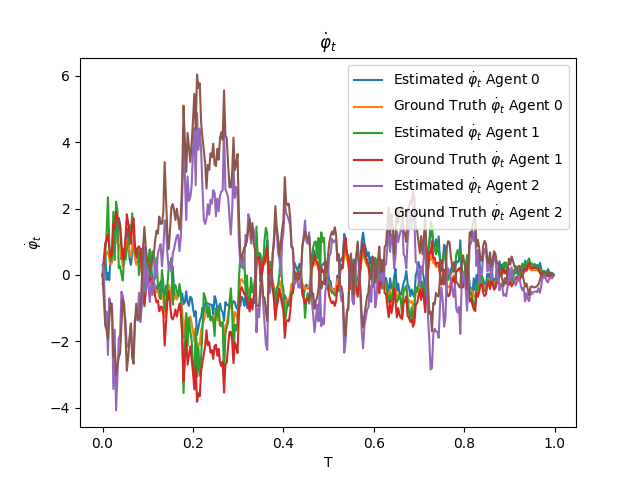 φ̇ₜ
6
4
2
0
−2
−4
φ̇ₜ
Estimated φ̇ₜ Agent 0
Ground Truth φ̇ₜ Agent 0
Estimated φ̇ₜ Agent 1
Ground Truth φ̇ₜ Agent 1
Estimated φ̇ₜ Agent 2
Ground Truth φ̇ₜ Agent 2
0.0 0.2 0.4 0.6 0.8 1.0
T